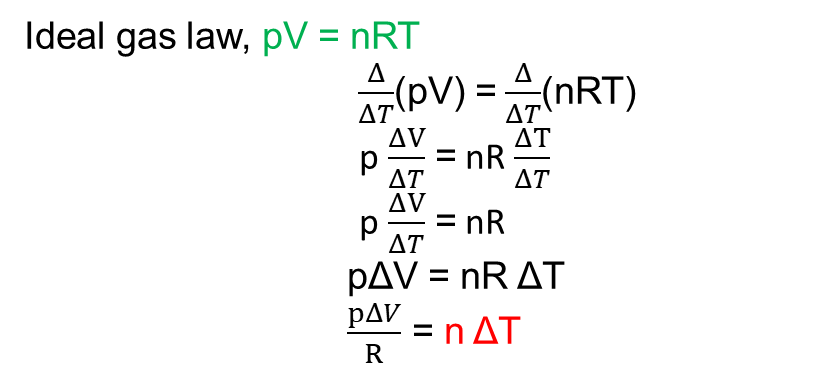 Ideal gas law, pV = nRT
Δ/ΔT(pV) = Δ/ΔT(nRT)
p ΔV/ΔT = nR ΔT/ΔT
p ΔV/ΔT = nR
pΔV = nR ΔT
pΔV/R = n ΔT